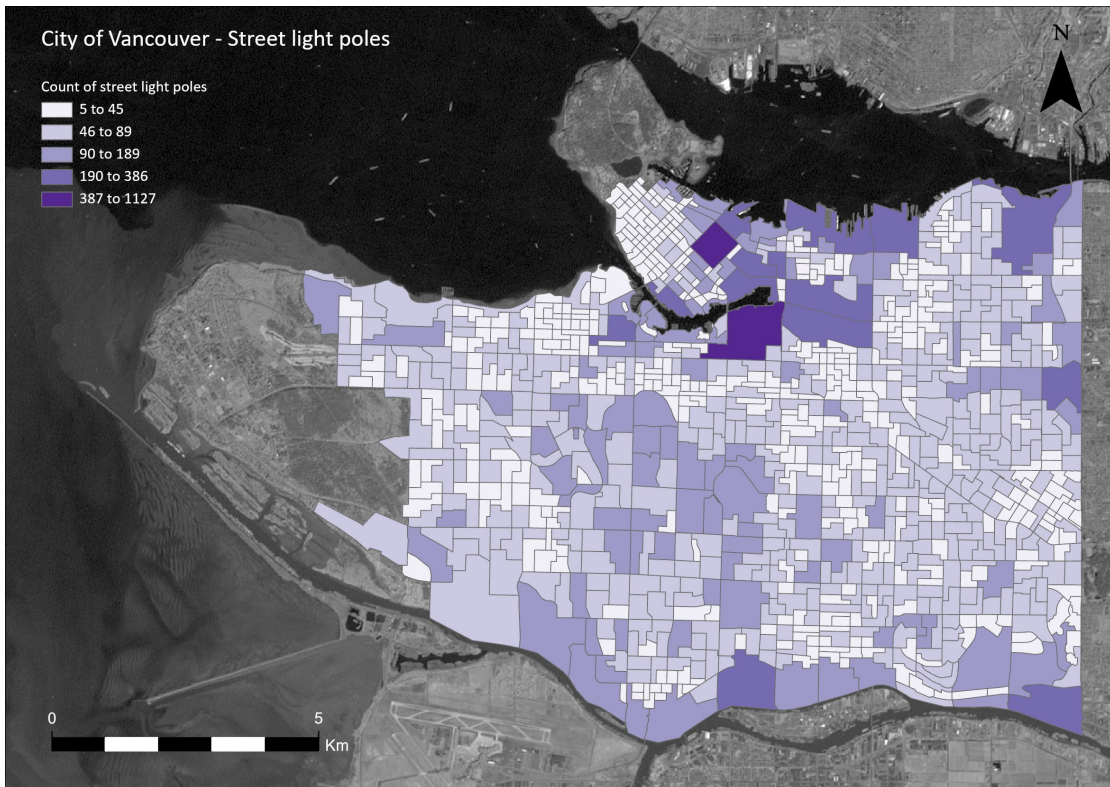 City of Vancouver - Street light poles
N
Count of street light poles
5 to 45
46 to 89
90 to 189
190 to 386
387 to 1127
0 5
Km